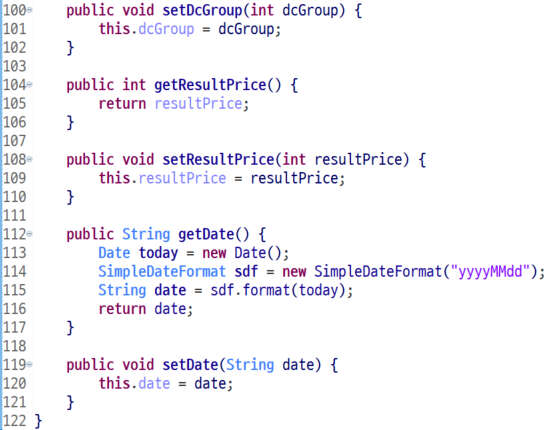 100 public void setDcGroup(int dcGroup) {
101 this.dcGroup = dcGroup;
102 }
103
104 public int getResultPrice() {
105 return resultPrice;
106 }
107
108 public void setResultPrice(int resultPrice) {
109 this.resultPrice = resultPrice;
110 }
111
112 public String getDate() {
113 Date today = new Date();
114 SimpleDateFormat sdf = new SimpleDateFormat("yyyyMMdd");
115 String date = sdf.format(today);
116 return date;
117 }
118
119 public void setDate(String date) {
120 this.date = date;
121 }
122 }